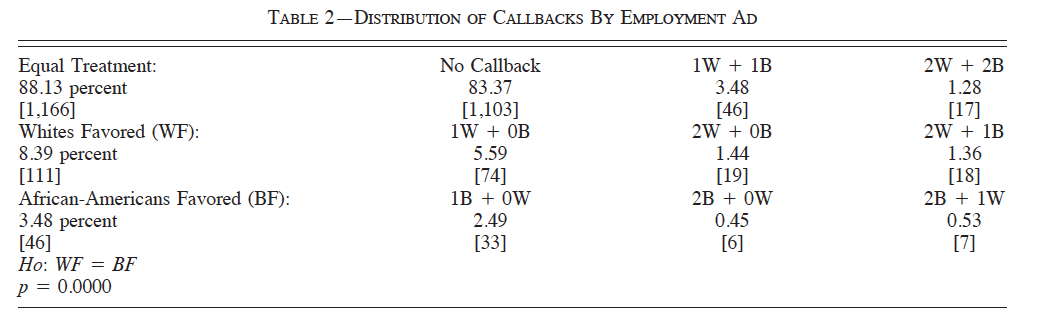 TABLE 2—DISTRIBUTION OF CALLBACKS BY EMPLOYMENT AD
Equal Treatment: No Callback 1W + 1B 2W + 2B
88.13 percent 83.37 3.48 1.28
[1,166] [1,103] [46] [17]
Whites Favored (WF): 1W + 0B 2W + 0B 2W + 1B
8.39 percent 5.59 1.44 1.36
[111] [74] [19] [18]
African-Americans Favored (BF): 1B + 0W 2B + 0W 2B + 1W
3.48 percent 2.49 0.45 0.53
[46] [33] [6] [7]
Ho: WF = BF
p = 0.0000